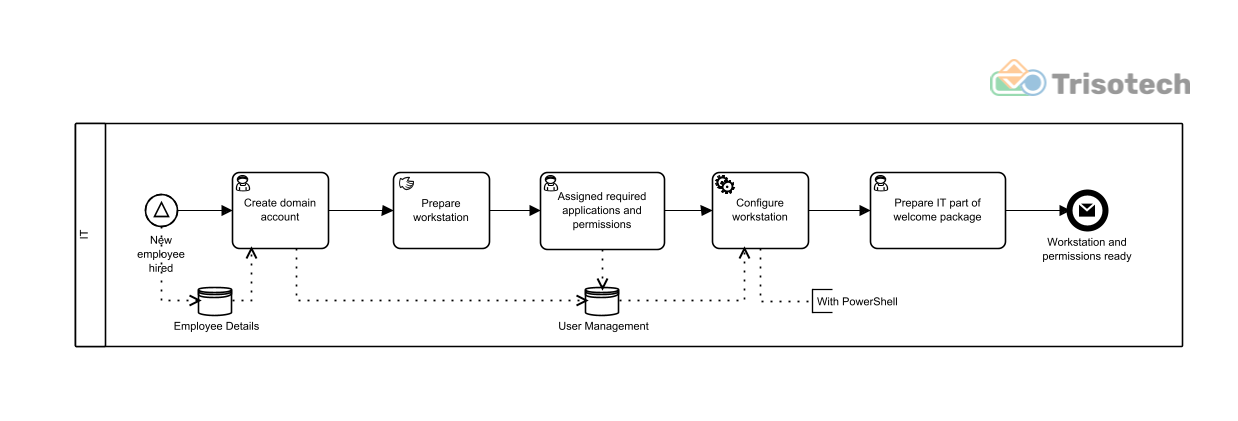 Trisotech
IT
New
employee
hired
Create domain
account
Prepare
workstation
Assigned required
applications and
permissions
Configure
workstation
Prepare IT part of
welcome package
Workstation and
permissions ready
Employee Details
User Management
With PowerShell